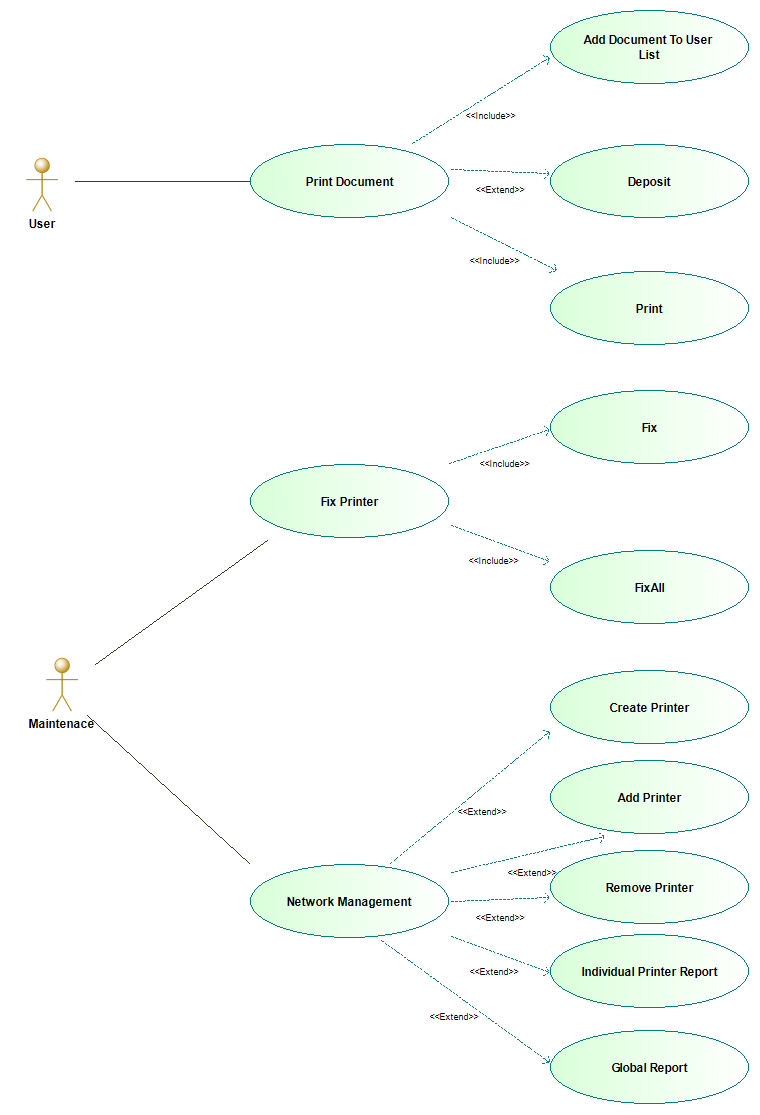 Add Document To User
List
<<Include>>
Print Document
Deposit
<<Extend>>
User
<<Include>>
Print
Fix
<<Include>>
Fix Printer
<<Include>>
FixAll
Maintenace
Create Printer
<<Extend>>
Add Printer
<<Extend>>
Remove Printer
Network Management
<<Extend>>
<<Extend>>
Individual Printer Report
<<Extend>>
Global Report